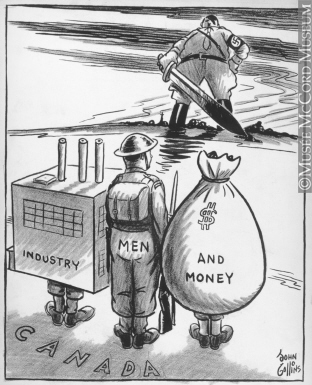 © MUSÉE MCCORD MUSEUM
$
INDUSTRY
MEN
AND
MONEY
CANADA
JOHN
COLLINS